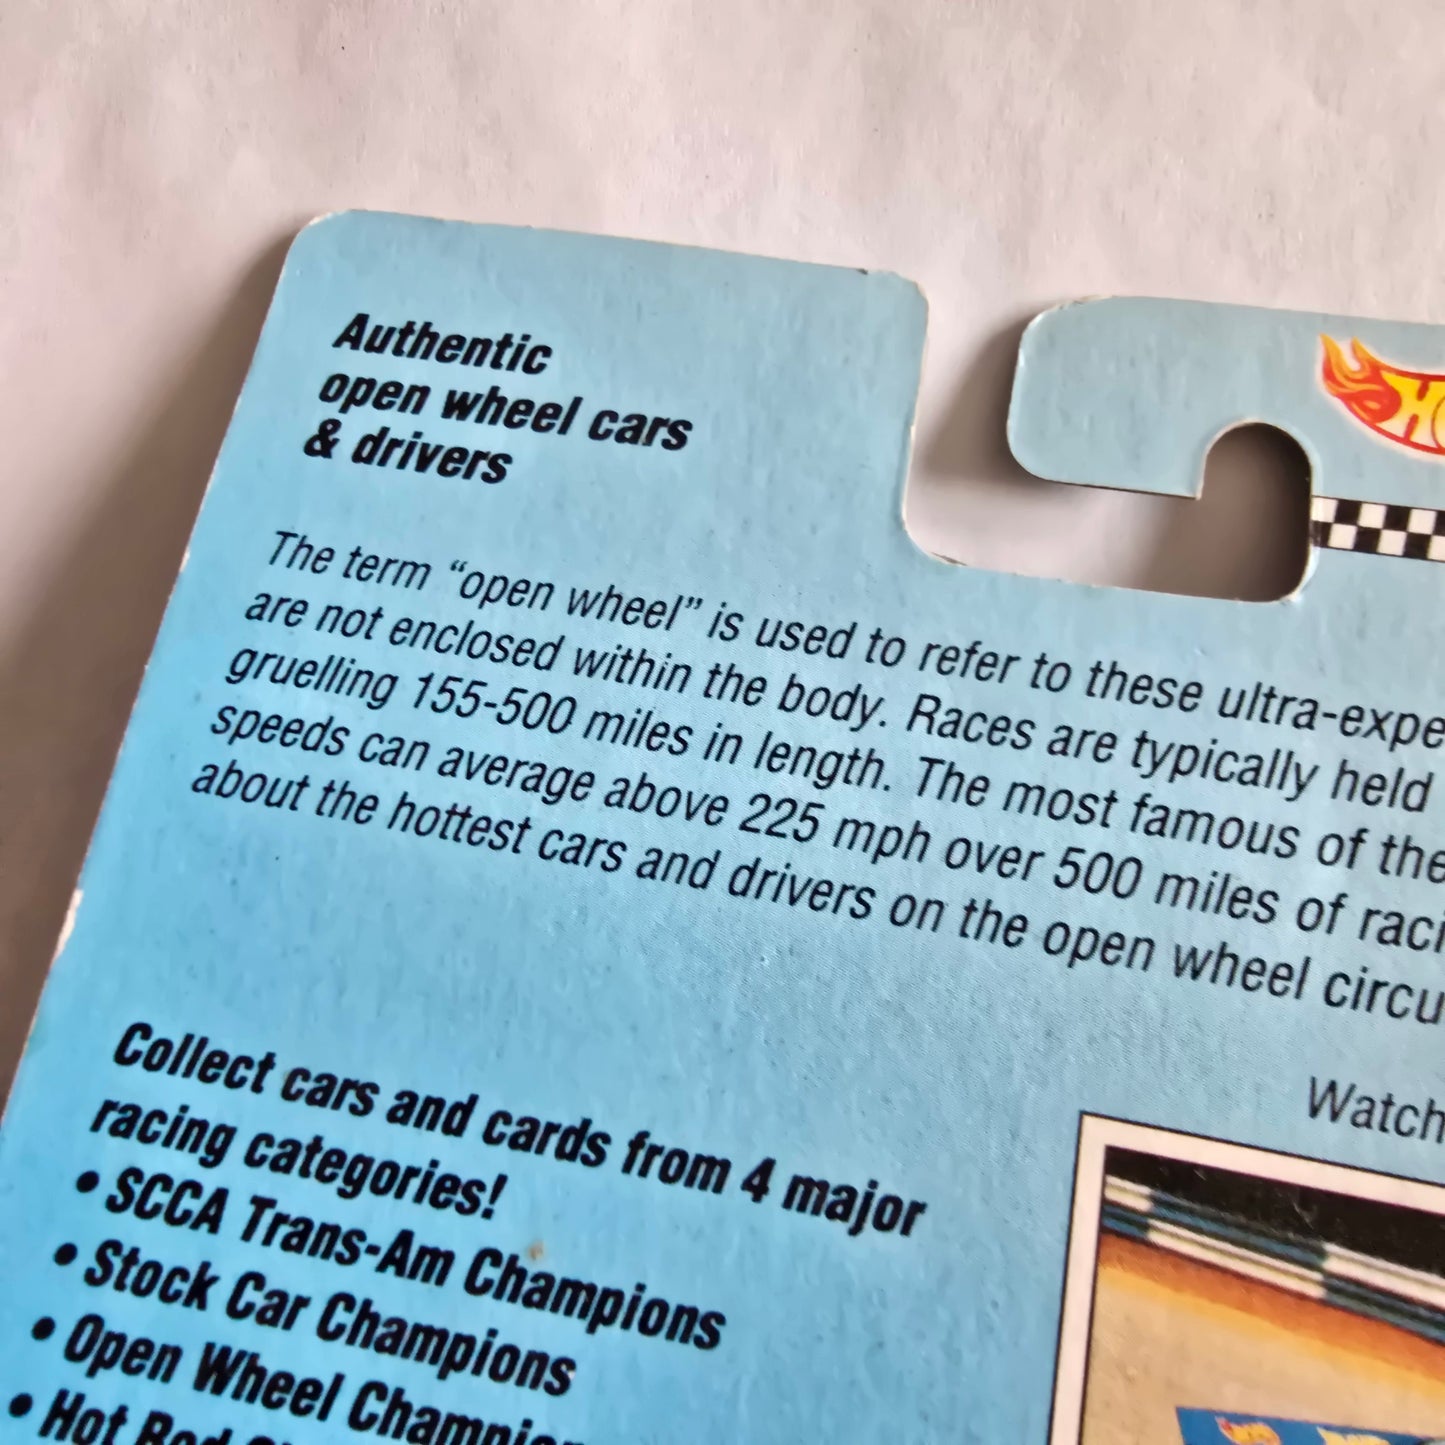 Authentic
open wheel cars
& drivers
The term “open wheel” is used to refer to these ultra-expe
are not enclosed within the body. Races are typically held
gruelling 155-500 miles in length. The most famous of the
speeds can average above 225 mph over 500 miles of raci
about the hottest cars and drivers on the open wheel circu
Watch
Collect cars and cards from 4 major
racing categories!
• SCCA Trans-Am Champions
• Stock Car Champions
• Open Wheel Champion
• Hot Rod